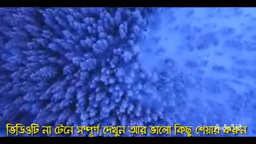 ভিডিওটি না টেনে সম্পূর্ণ দেখুন আর ভালো কিছু শেয়ার করুন